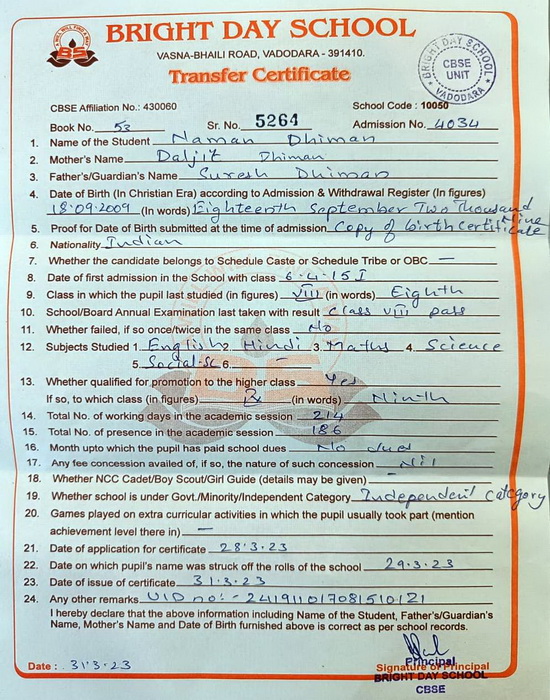 BRIGHT DAY SCHOOL
VASNA-BHAILI ROAD, VADODARA - 391410.
Transfer Certificate
BRIGHT DAY SCHOOL
CBSE
UNIT
VADODARA
CBSE Affiliation No.: 430060 School Code : 10050
Book No. 53 Sr. No. 5264 Admission No. 4034
1. Name of the Student Naman Dhiman
2. Mother's Name Daljit Dhiman
3. Father's/Guardian's Name Suresh Dhiman
4. Date of Birth (In Christian Era) according to Admission & Withdrawal Register (In figures)
18.09.2009 (In words) Eighteenth September Two Thousand Nine
5. Proof for Date of Birth submitted at the time of admission Copy of birth certificate
6. Nationality Indian
7. Whether the candidate belongs to Schedule Caste or Schedule Tribe or OBC —
8. Date of first admission in the School with class 6.4.15 I
9. Class in which the pupil last studied (in figures) VIII (in words) Eighth
10. School/Board Annual Examination last taken with result Class VIII pass
11. Whether failed, if so once/twice in the same class No
12. Subjects Studied 1. English 2. Hindi 3. Maths 4. Science
5. Social-Sc 6. —
13. Whether qualified for promotion to the higher class Yes
If so, to which class (in figures) IX (in words) Ninth
14. Total No. of working days in the academic session 214
15. Total No. of presence in the academic session 186
16. Month upto which the pupil has paid school dues No dues
17. Any fee concession availed of, if so, the nature of such concession Nil
18. Whether NCC Cadet/Boy Scout/Girl Guide (details may be given) —
19. Whether school is under Govt./Minority/Independent Category Independent Category
20. Games played on extra curricular activities in which the pupil usually took part (mention
achievement level there in) —
21. Date of application for certificate 28.3.23
22. Date on which pupil's name was struck off the rolls of the school 29.3.23
23. Date of issue of certificate 31.3.23
24. Any other remarks UID no:- 241911017081510121
I hereby declare that the above information including Name of the Student, Father's/Guardian's
Name, Mother's Name and Date of Birth furnished above is correct as per school records.
Date : 31.3.23 Signature of Principal
Principal
BRIGHT DAY SCHOOL
CBSE